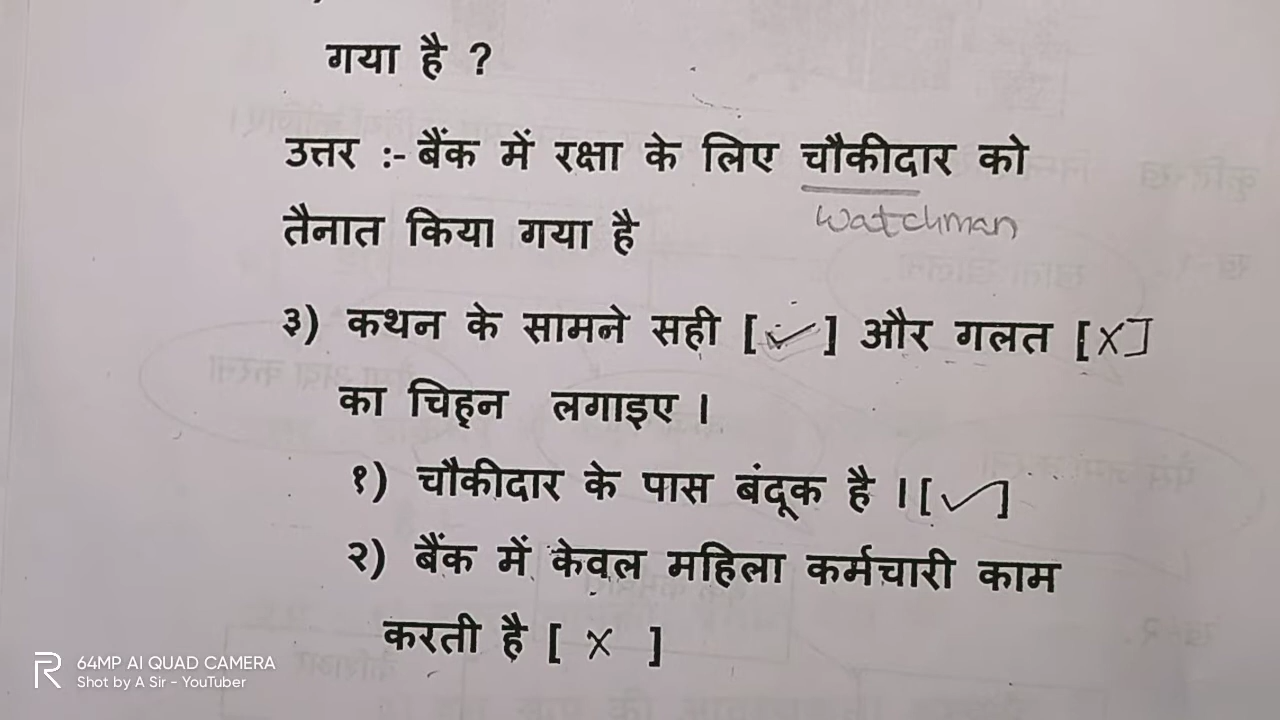 गया है ?
उत्तर :- बैंक में रक्षा के लिए चौकीदार को
watchman
तैनात किया गया है
३) कथन के सामने सही [✓] और गलत [X]
का चिह्न लगाइए ।
१) चौकीदार के पास बंदूक है ।[✓]
२) बैंक में केवल महिला कर्मचारी काम
करती है [ X ]
64MP AI QUAD CAMERA
Shot by A Sir - YouTuber